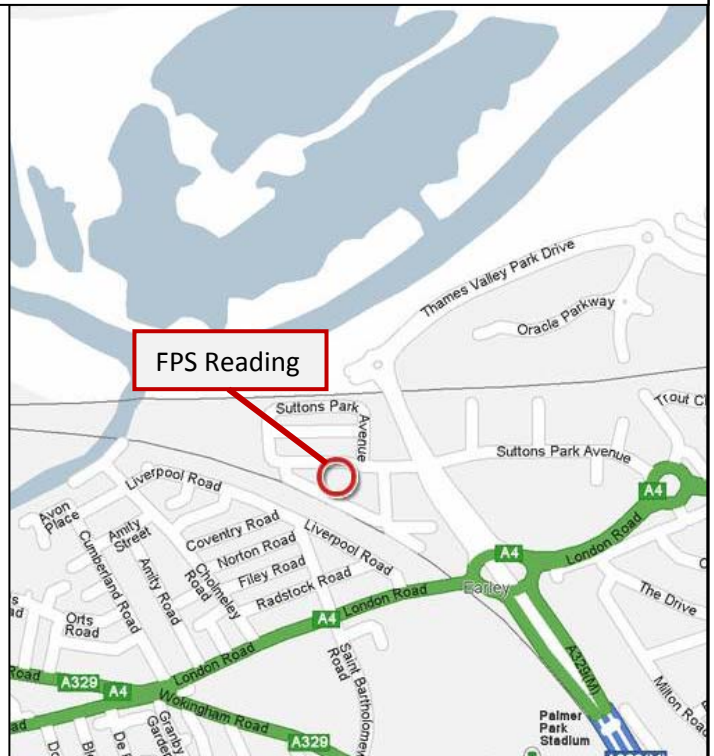 Thames Valley Park Drive
Oracle Parkway
FPS Reading
Suttons Park
Avenue
Trout
Suttons Park Avenue
A4
Liverpool Road
Avon
Place
Amity
Street
Cumberland Road
Amity Road
Cholmeley
Road
Coventry Road
Norton Road
Filey Road
Radstock Road
Liverpool Road
A4
London Road
Earley
The Drive
Orts
Road
A4
London Road
A329(M)
Milton Road
Saint Bartholomew
Road
London Road
Road
A329
A4
Wokingham Road
Granby
A329
Palmer
Park
Stadium